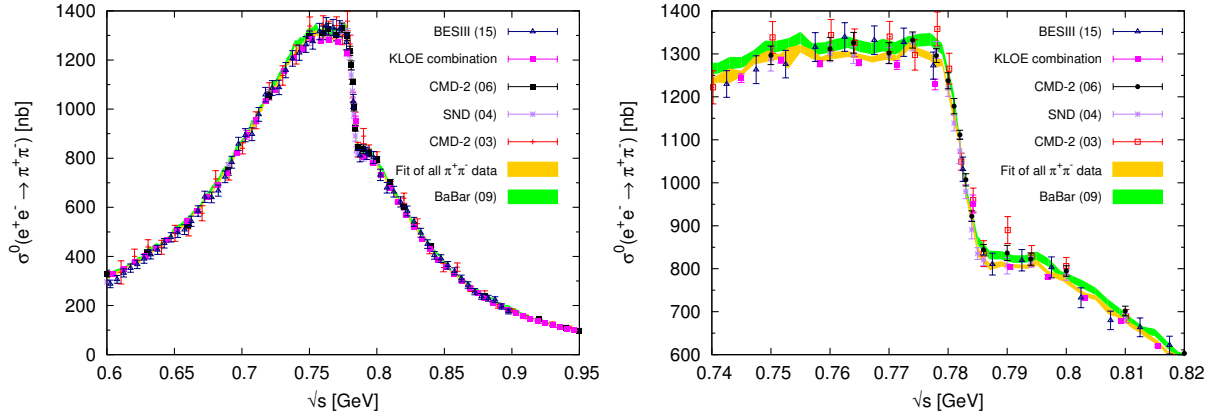 1400
1200
1000
800
600
400
200
0
σ⁰(e⁺e⁻ → π⁺π⁻) [nb]
BESIII (15)
KLOE combination
CMD-2 (06)
SND (04)
CMD-2 (03)
Fit of all π⁺π⁻ data
BaBar (09)
0.6 0.65 0.7 0.75 0.8 0.85 0.9 0.95
√s [GeV]
1400
1300
1200
1100
1000
900
800
700
600
σ⁰(e⁺e⁻ → π⁺π⁻) [nb]
BESIII (15)
KLOE combination
CMD-2 (06)
SND (04)
CMD-2 (03)
Fit of all π⁺π⁻ data
BaBar (09)
0.74 0.75 0.76 0.77 0.78 0.79 0.8 0.81 0.82
√s [GeV]